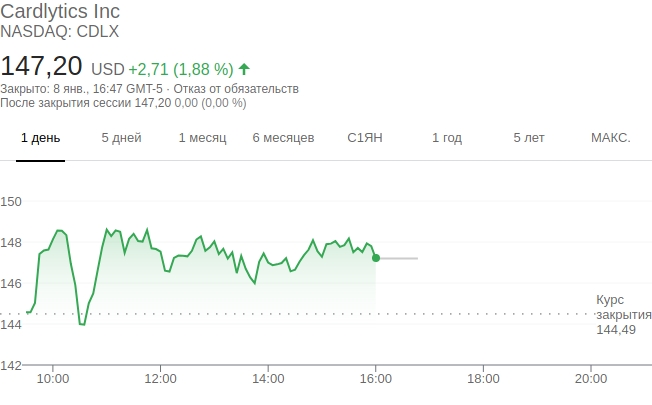 Cardlytics Inc
NASDAQ: CDLX
147,20 USD +2,71 (1,88 %)
Закрыто: 8 янв., 16:47 GMT-5 · Отказ от обязательств
После закрытия сессии 147,20 0,00 (0,00 %)
1 день 5 дней 1 месяц 6 месяцев С1ЯН 1 год 5 лет МАКС.
150
148
146
Курс
закрытия
144,49
144
142
10:00 12:00 14:00 16:00 18:00 20:00